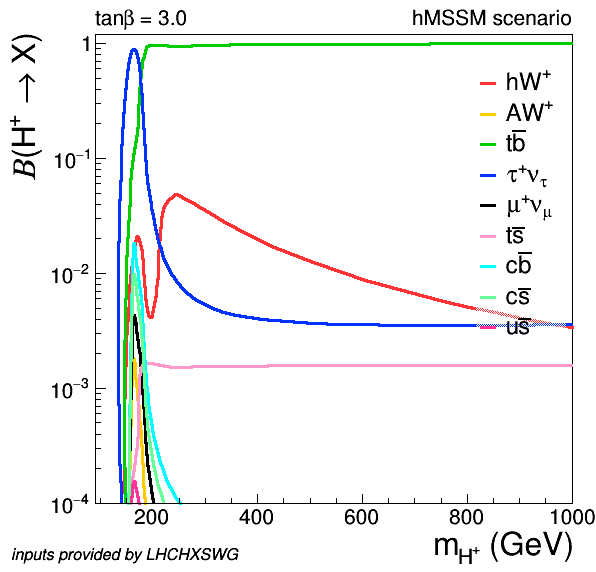 tanβ = 3.0 hMSSM scenario
B(H⁺ → X)
1
10⁻¹
10⁻²
10⁻³
10⁻⁴
hW⁺
AW⁺
tb̅
τ⁺ντ
μ⁺νμ
ts̅
cb̅
cs̅
us̅
200 400 600 800 1000
m_H⁺ (GeV)
inputs provided by LHCHXSWG